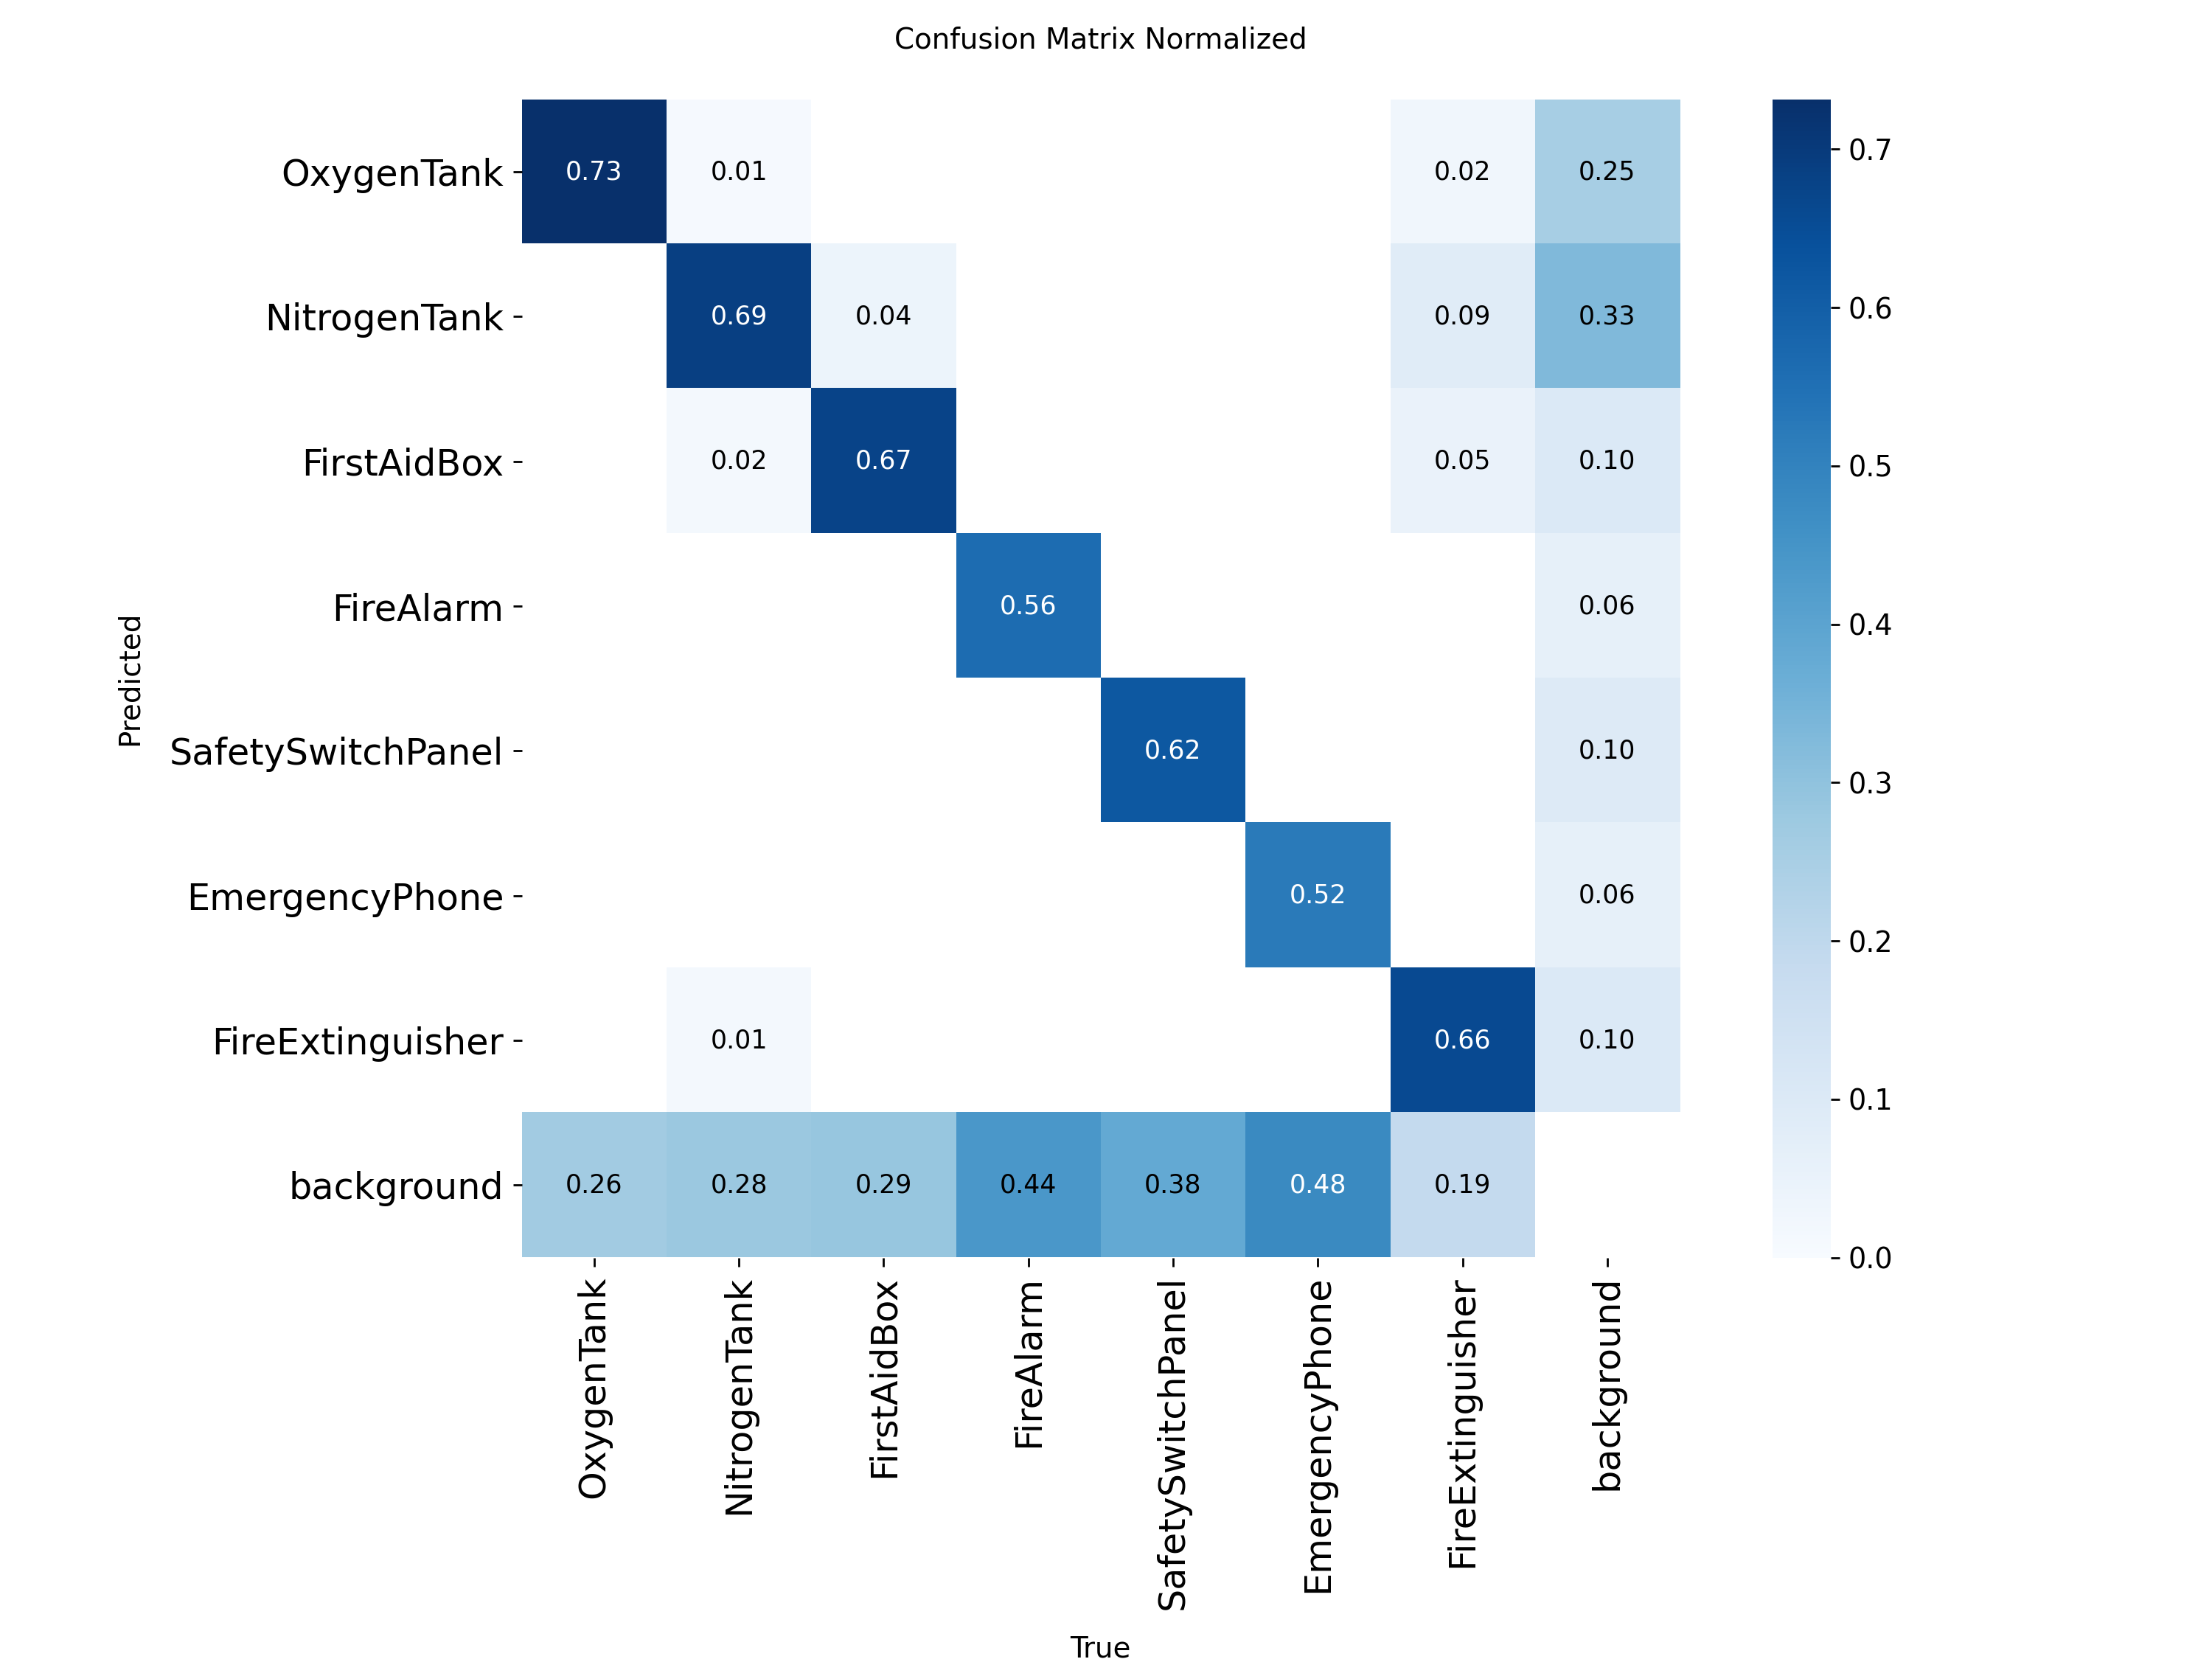 Confusion Matrix Normalized
OxygenTank 0.73 0.01 0.02 0.25
NitrogenTank 0.69 0.04 0.09 0.33
FirstAidBox 0.02 0.67 0.05 0.10
FireAlarm 0.56 0.06
SafetySwitchPanel 0.62 0.10
EmergencyPhone 0.52 0.06
FireExtinguisher 0.01 0.66 0.10
background 0.26 0.28 0.29 0.44 0.38 0.48 0.19
Predicted
OxygenTank
NitrogenTank
FirstAidBox
FireAlarm
SafetySwitchPanel
EmergencyPhone
FireExtinguisher
background
True
0.7
0.6
0.5
0.4
0.3
0.2
0.1
0.0